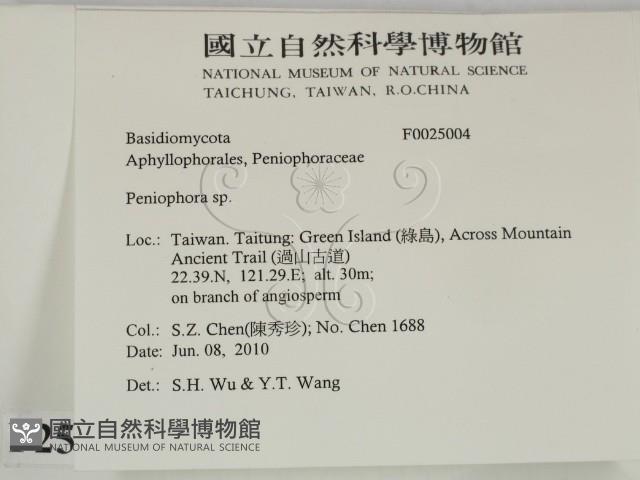 國立自然科學博物館
NATIONAL MUSEUM OF NATURAL SCIENCE
TAICHUNG, TAIWAN, R.O.CHINA
Basidiomycota F0025004
Aphyllophorales, Peniophoraceae
Peniophora sp.
Loc.: Taiwan. Taitung: Green Island (綠島), Across Mountain
Ancient Trail (過山古道)
22.39.N, 121.29.E; alt. 30m;
on branch of angiosperm
Col.: S.Z. Chen(陳秀珍); No. Chen 1688
Date: Jun. 08, 2010
Det.: S.H. Wu & Y.T. Wang
國立自然科學博物館
NATIONAL MUSEUM OF NATURAL SCIENCE